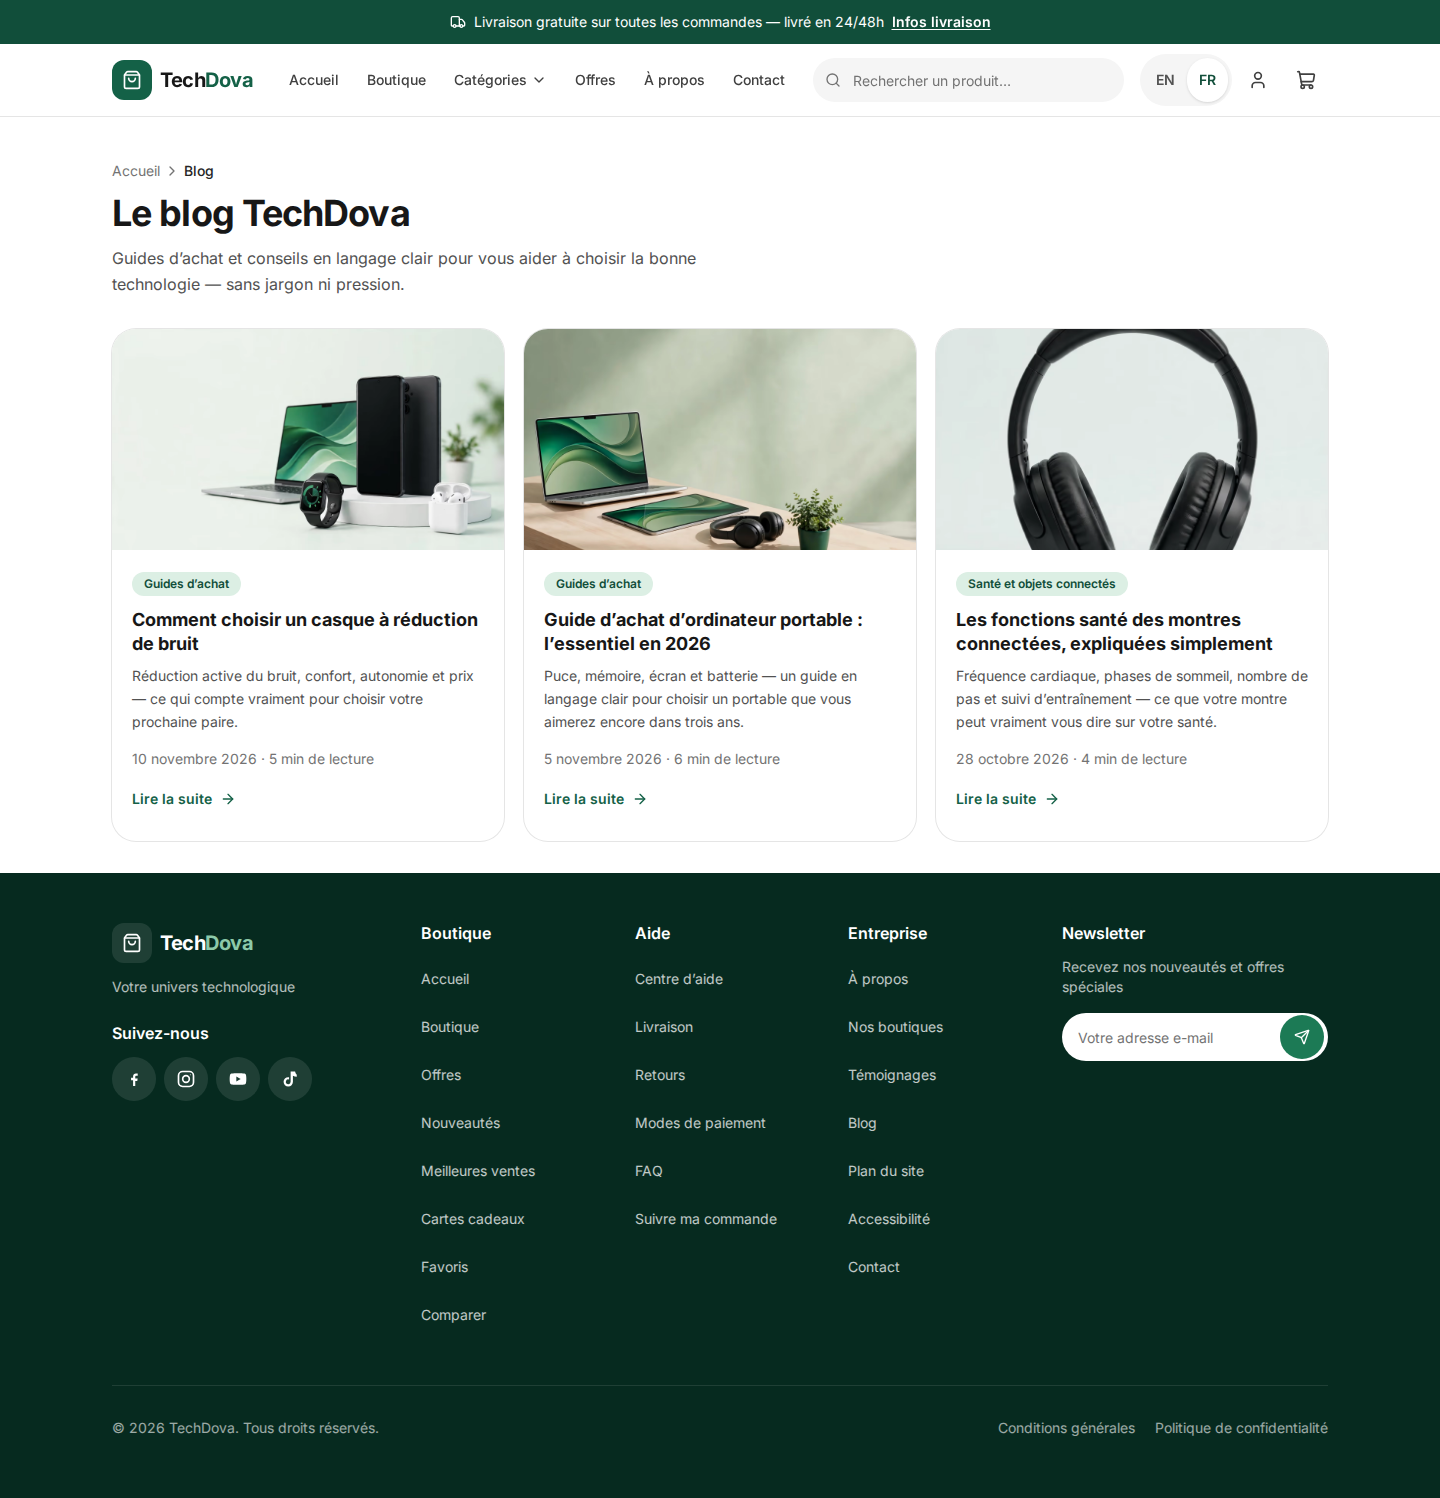 Livraison gratuite sur toutes les commandes — livré en 24/48h Infos livraison
TechDova Accueil Boutique Catégories Offres À propos Contact Rechercher un produit... EN FR
Accueil > Blog
Le blog TechDova
Guides d’achat et conseils en langage clair pour vous aider à choisir la bonne
technologie — sans jargon ni pression.
Guides d’achat
Comment choisir un casque à réduction
de bruit
Réduction active du bruit, confort, autonomie et prix
— ce qui compte vraiment pour choisir votre
prochaine paire.
10 novembre 2026 · 5 min de lecture
Lire la suite →
Guides d’achat
Guide d’achat d’ordinateur portable :
l’essentiel en 2026
Puce, mémoire, écran et batterie — un guide en
langage clair pour choisir un portable que vous
aimerez encore dans trois ans.
5 novembre 2026 · 6 min de lecture
Lire la suite →
Santé et objets connectés
Les fonctions santé des montres
connectées, expliquées simplement
Fréquence cardiaque, phases de sommeil, nombre de
pas et suivi d’entraînement — ce que votre montre
peut vraiment vous dire sur votre santé.
28 octobre 2026 · 4 min de lecture
Lire la suite →
TechDova
Votre univers technologique
Suivez-nous
Boutique
Accueil
Boutique
Offres
Nouveautés
Meilleures ventes
Cartes cadeaux
Favoris
Comparer
Aide
Centre d’aide
Livraison
Retours
Modes de paiement
FAQ
Suivre ma commande
Entreprise
À propos
Nos boutiques
Témoignages
Blog
Plan du site
Accessibilité
Contact
Newsletter
Recevez nos nouveautés et offres
spéciales
Votre adresse e-mail
© 2026 TechDova. Tous droits réservés.
Conditions générales Politique de confidentialité